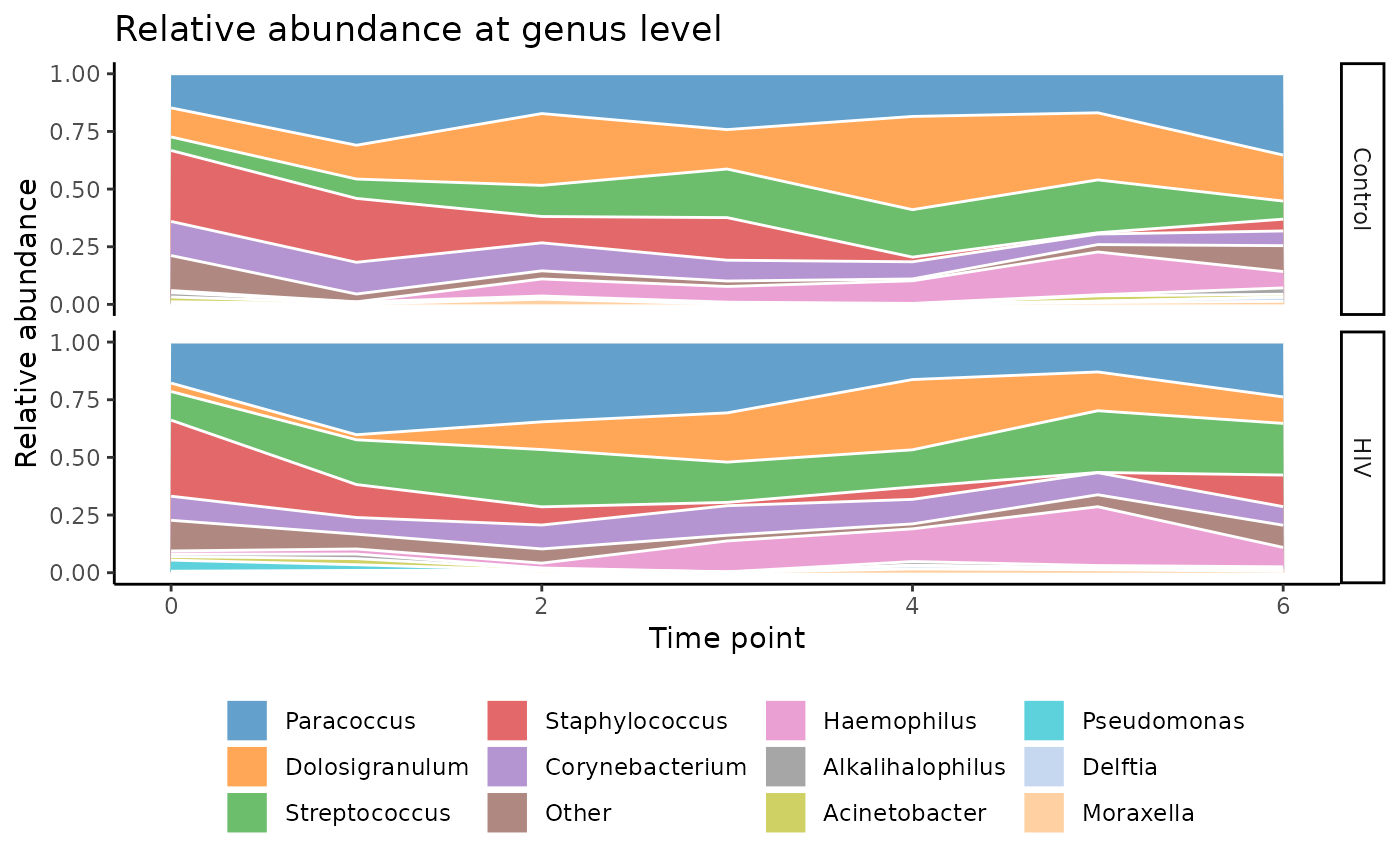 Relative abundance at genus level
Relative abundance
1.00
0.75
0.50
0.25
0.00
Control
1.00
0.75
0.50
0.25
0.00
HIV
0 2 4 6
Time point
Paracoccus Staphylococcus Haemophilus Pseudomonas
Dolosigranulum Corynebacterium Alkalihalophilus Delftia
Streptococcus Other Acinetobacter Moraxella